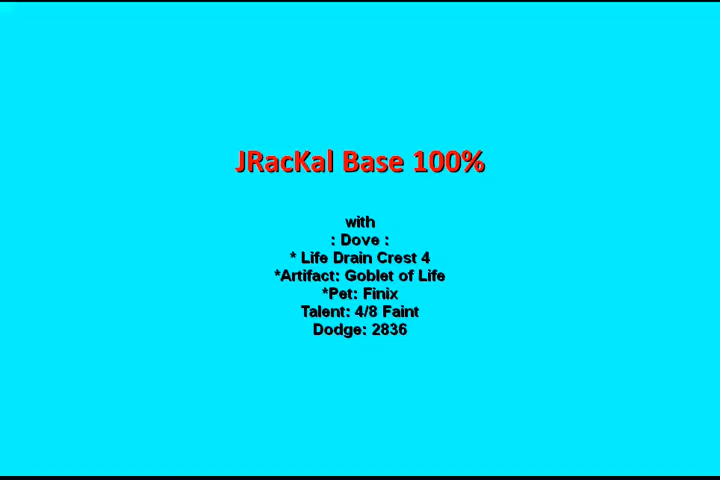 JRacKal Base 100%
with
: Dove :
* Life Drain Crest 4
*Artifact: Goblet of Life
*Pet: Finix
Talent: 4/8 Faint
Dodge: 2836